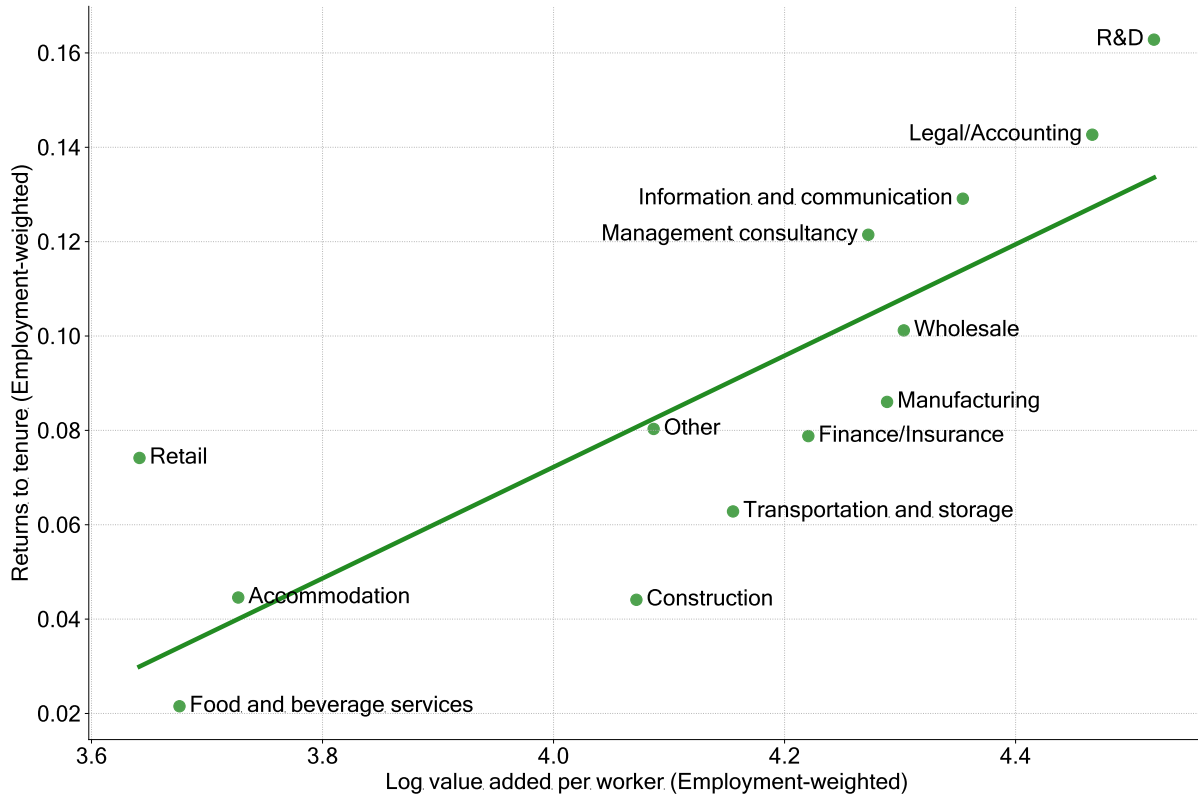 0.16
0.14
0.12
0.10
0.08
0.06
0.04
0.02
Returns to tenure (Employment-weighted)
R&D
Legal/Accounting
Information and communication
Management consultancy
Wholesale
Manufacturing
Other
Finance/Insurance
Retail
Transportation and storage
Accommodation
Construction
Food and beverage services
3.6 3.8 4.0 4.2 4.4
Log value added per worker (Employment-weighted)